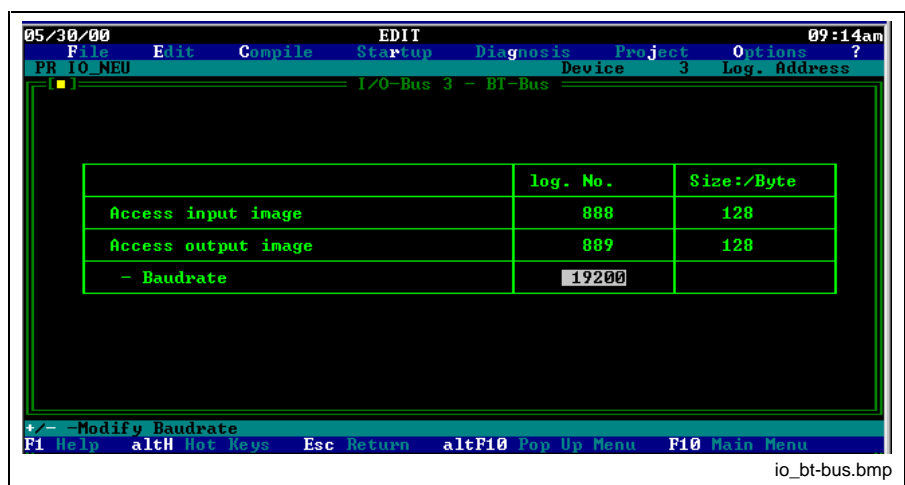 05/30/00 EDIT 09:14am
File Edit Compile Startup Diagnosis Project Options ?
PR IO_NEU Device 3 Log. Address
I/O-Bus 3 - BT-Bus
log. No. Size:/Byte
Access input image 888 128
Access output image 889 128
- Baudrate 19200
+/- -Modify Baudrate
F1 Help altH Hot Keys Esc Return altF10 Pop Up Menu F10 Main Menu
io_bt-bus.bmp